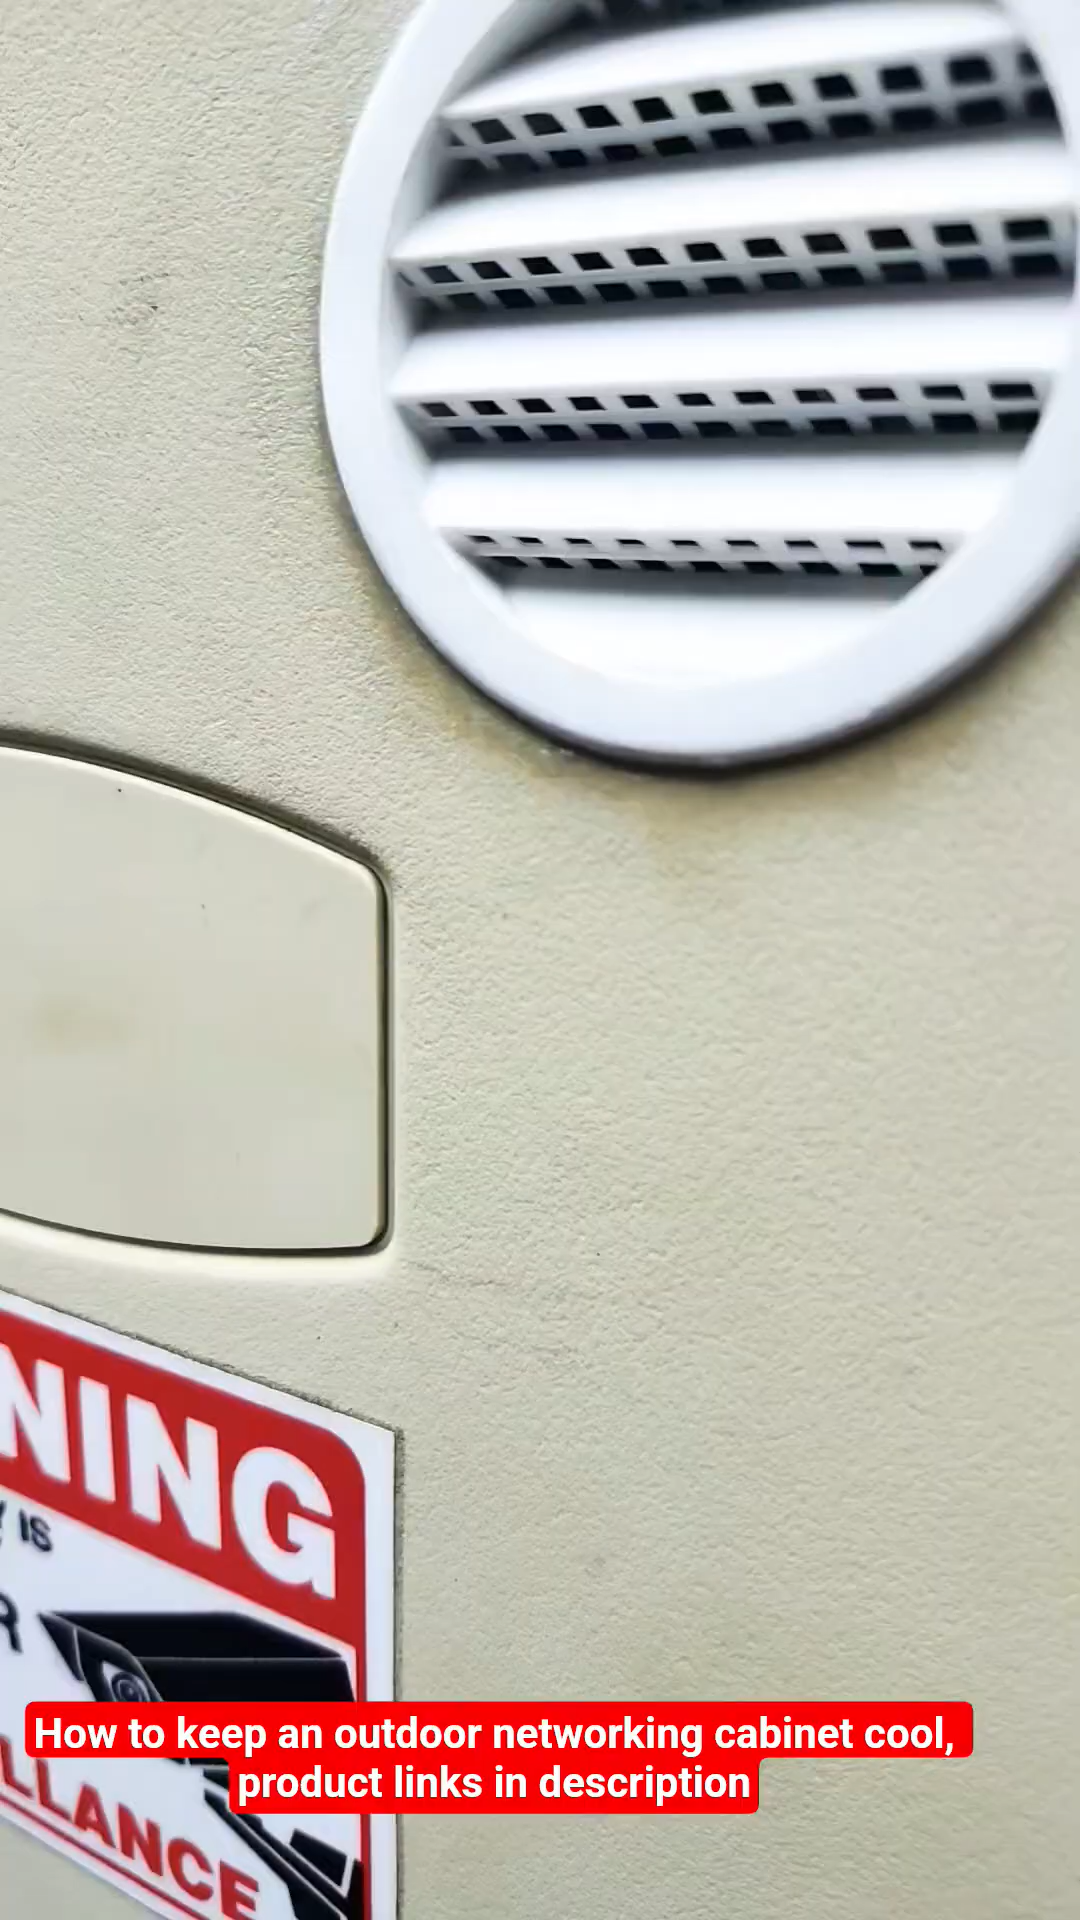 NING
Y IS
R
LLANCE
How to keep an outdoor networking cabinet cool,
product links in description